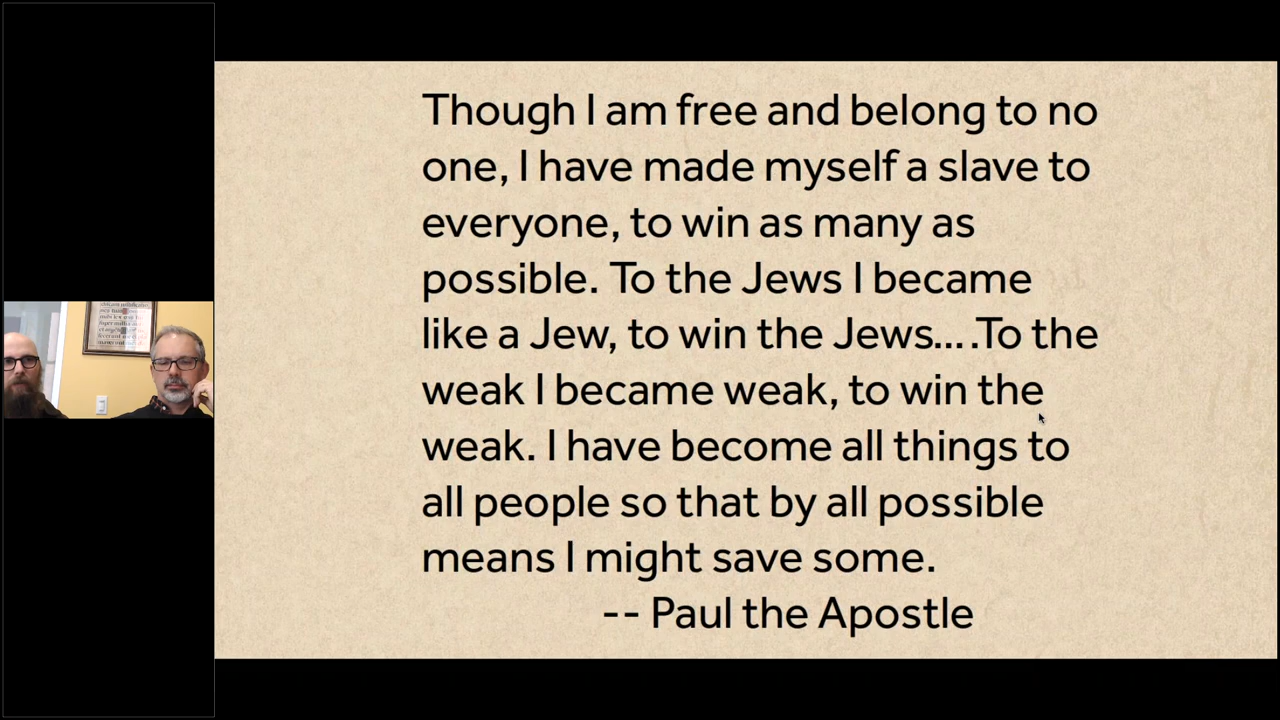 Though I am free and belong to no
one, I have made myself a slave to
everyone, to win as many as
possible. To the Jews I became
like a Jew, to win the Jews... .To the
weak I became weak, to win the
weak. I have become all things to
all people so that by all possible
means I might save some.
-- Paul the Apostle